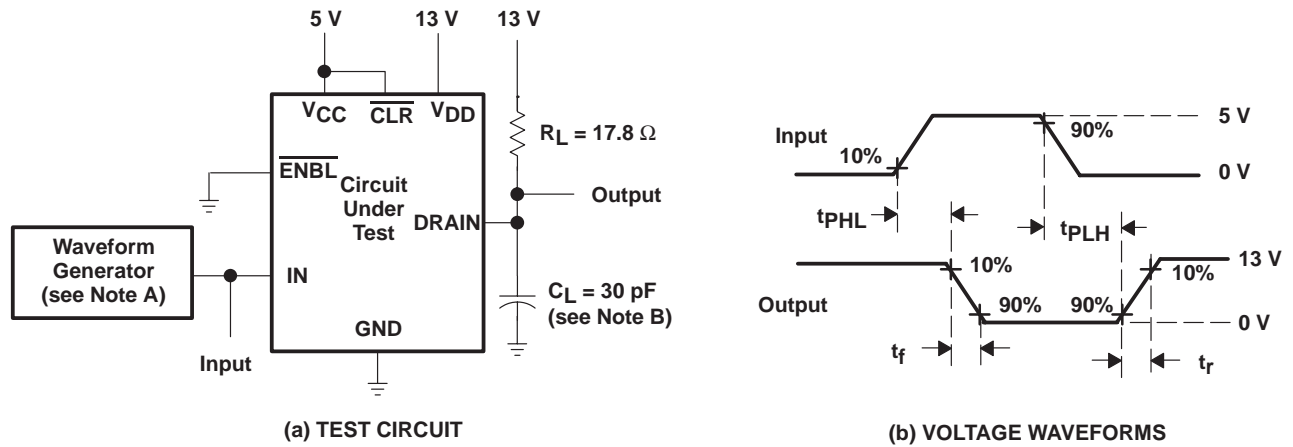 5 V
13 V
13 V
VCC
CLR
VDD
RL = 17.8 Ω
ENBL
Circuit
Under
Test
DRAIN
Output
Waveform
Generator
(see Note A)
IN
CL = 30 pF
(see Note B)
GND
Input
(a) TEST CIRCUIT
5 V
Input
10%
90%
0 V
tPHL
tPLH
13 V
10%
10%
Output
90%
90%
0 V
tf
tr
(b) VOLTAGE WAVEFORMS